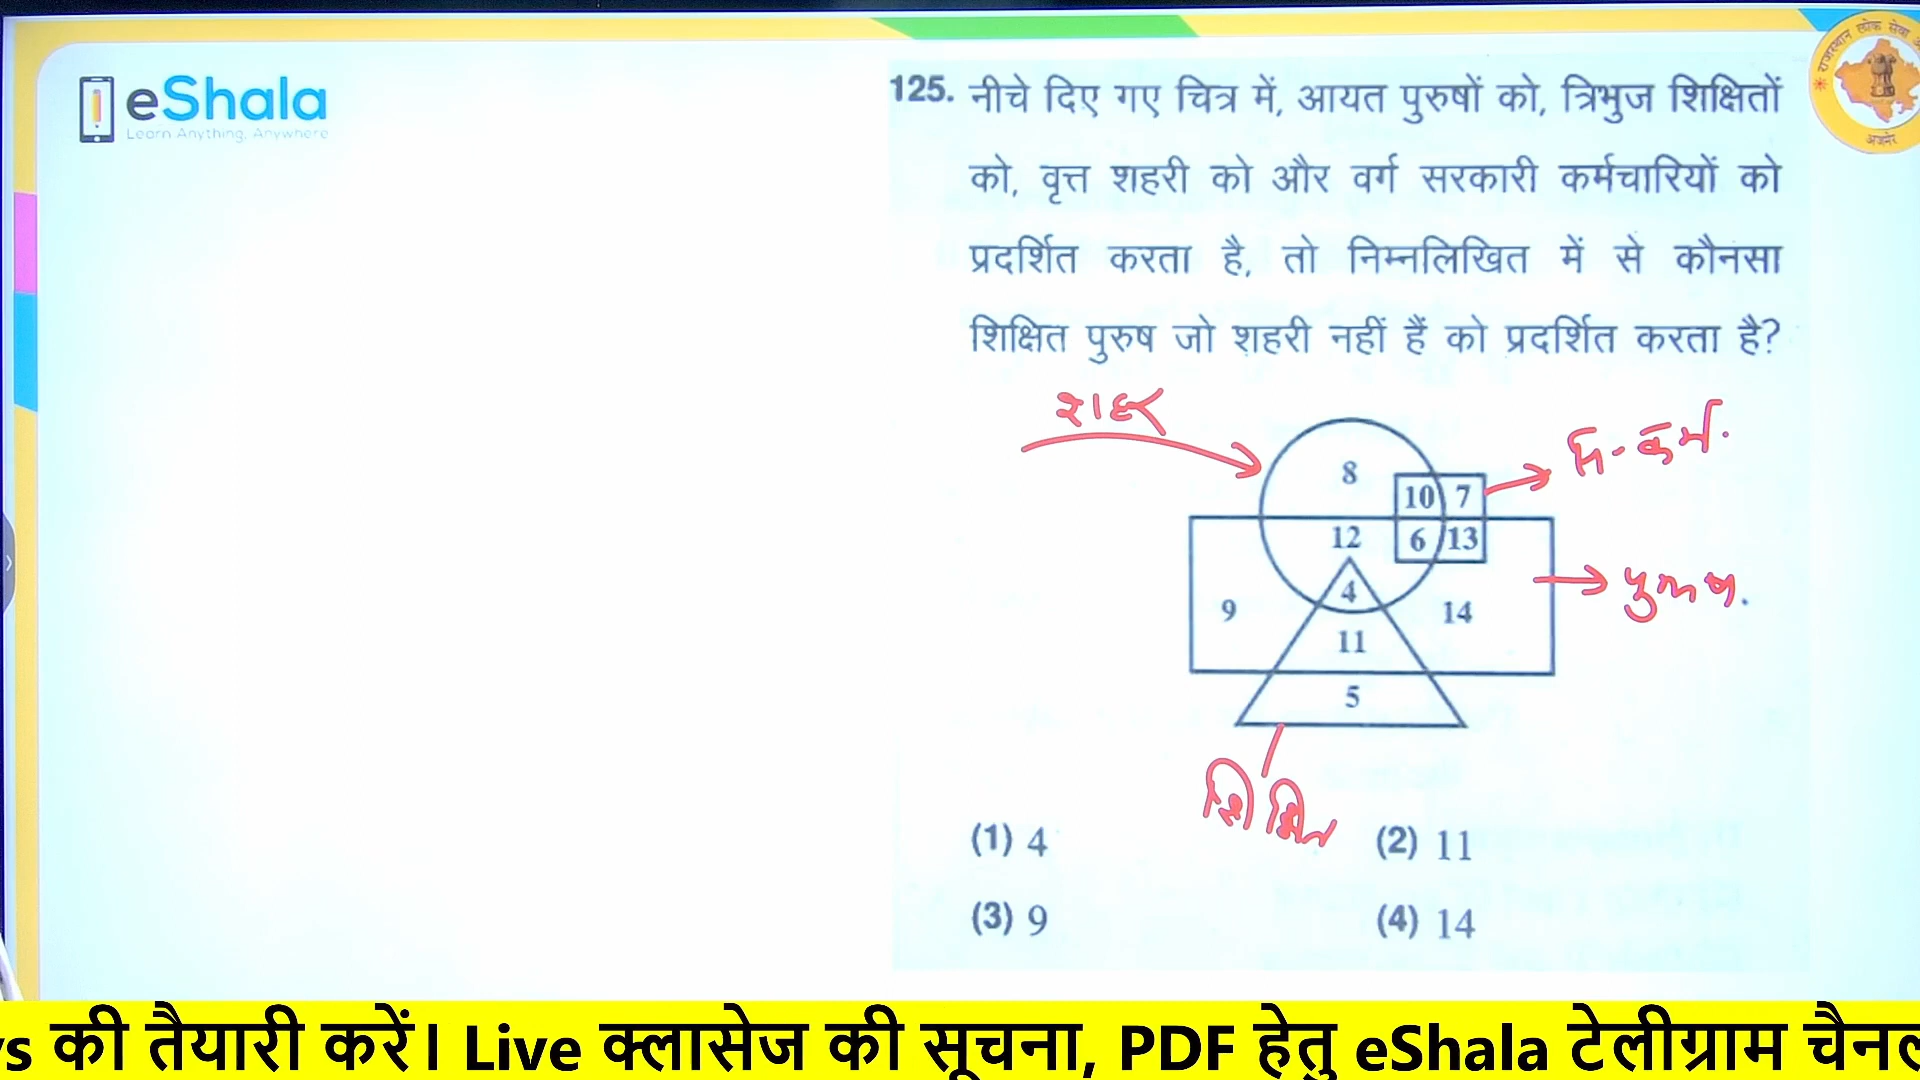 eShala
Learn Anything, Anywhere
राजस्थान लोक सेवा
अजमेर
125. नीचे दिए गए चित्र में, आयत पुरुषों को, त्रिभुज शिक्षितों
को, वृत्त शहरी को और वर्ग सरकारी कर्मचारियों को
प्रदर्शित करता है, तो निम्नलिखित में से कौनसा
शिक्षित पुरुष जो शहरी नहीं हैं को प्रदर्शित करता है?
शहर
8
10 7
12 6 13
4
9 14
11
5
पुरुष.
(1) 4
(2) 11
(3) 9
(4) 14
की तैयारी करें। Live क्लासेज की सूचना, PDF हेतु eShala टेलीग्राम